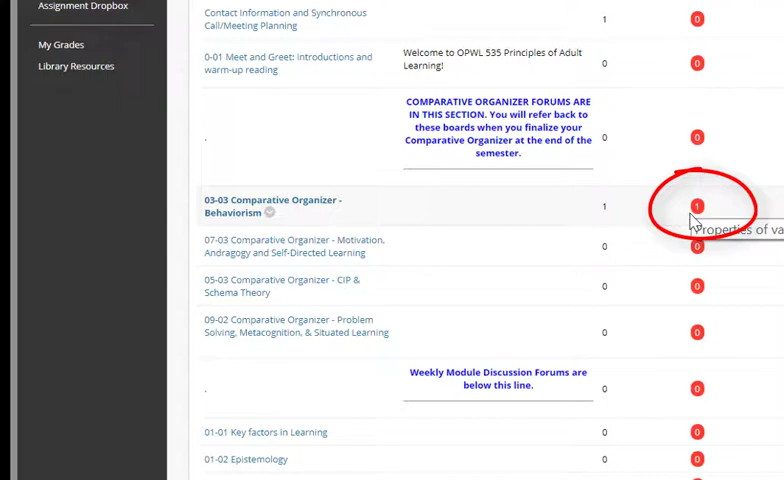 Assignment Dropbox
My Grades
Library Resources
Contact Information and Synchronous
Call/Meeting Planning
1
0
0-01 Meet and Greet: Introductions and
warm-up reading
Welcome to OPWL 535 Principles of Adult
Learning!
0
0
.
COMPARATIVE ORGANIZER FORUMS ARE
IN THIS SECTION. You will refer back to
these boards when you finalize your
Comparative Organizer at the end of the
semester.
0
0
03-03 Comparative Organizer -
Behaviorism
1
1
Properties of va
07-03 Comparative Organizer - Motivation,
Andragogy and Self-Directed Learning
0
0
05-03 Comparative Organizer - CIP &
Schema Theory
0
0
09-02 Comparative Organizer - Problem
Solving, Metacognition, & Situated Learning
0
0
.
Weekly Module Discussion Forums are
below this line.
0
0
01-01 Key factors in Learning
0
0
01-02 Epistemology
0
0